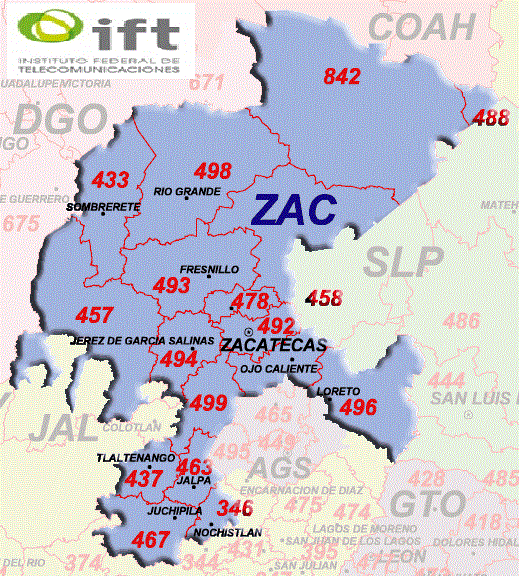 ift
INSTITUTO FEDERAL DE
TELECOMUNICACIONES
COAH
842
671
GUADALUPE
VICTORIA
488
DGO
498
433
RIO GRANDE
SOMBRERETE
ZAC
GUERRERO
675
MATEH
SLP
FRESNILLO
493
478
458
457
492
486
JEREZ DE GARCIA SALINAS
ZACATECAS
494
OJO CALIENTE
444
LORETO
496
SAN LUIS
499
465
JAL
COLOTLAN
449
495
TLALTENANGO
463
AGS
437
JALPA
428
485
ENCARNACION DE DIAZ
GTO
346
475
474
JUCHIPILA
418
467
NOCHISTLAN
LAGOS DE MORENO
SAN JUAN DE LOS LAGOS
DOLORES HIDAL
431
395
LEON
DEL RIO
374
344
477
SAN JULIAN